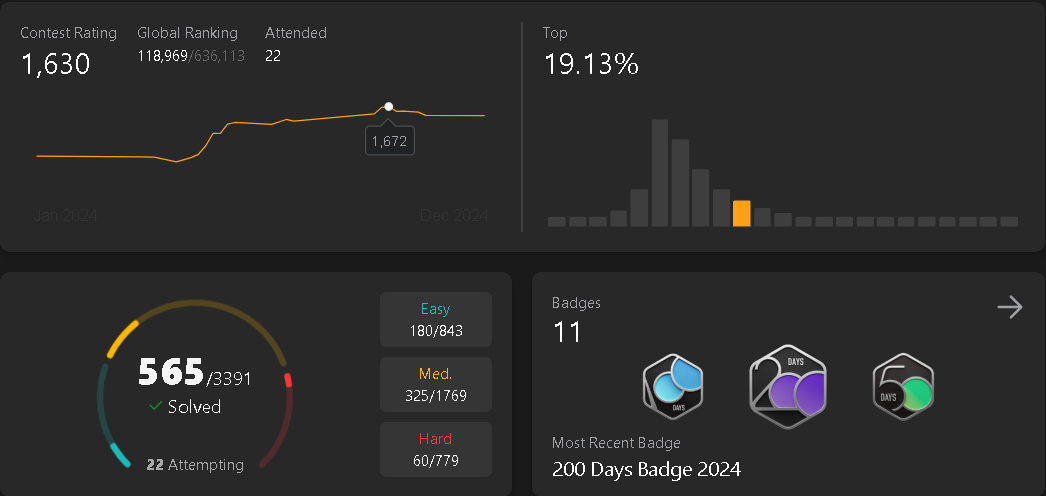 Contest Rating
1,630
Global Ranking
118,969/636,113
Attended
22
1,672
Jan 2024
Dec 2024
Top
19.13%
565/3391
Solved
22 Attempting
Easy
180/843
Med.
325/1769
Hard
60/779
Badges
11
DAYS
200
DAYS
DAYS
Most Recent Badge
200 Days Badge 2024